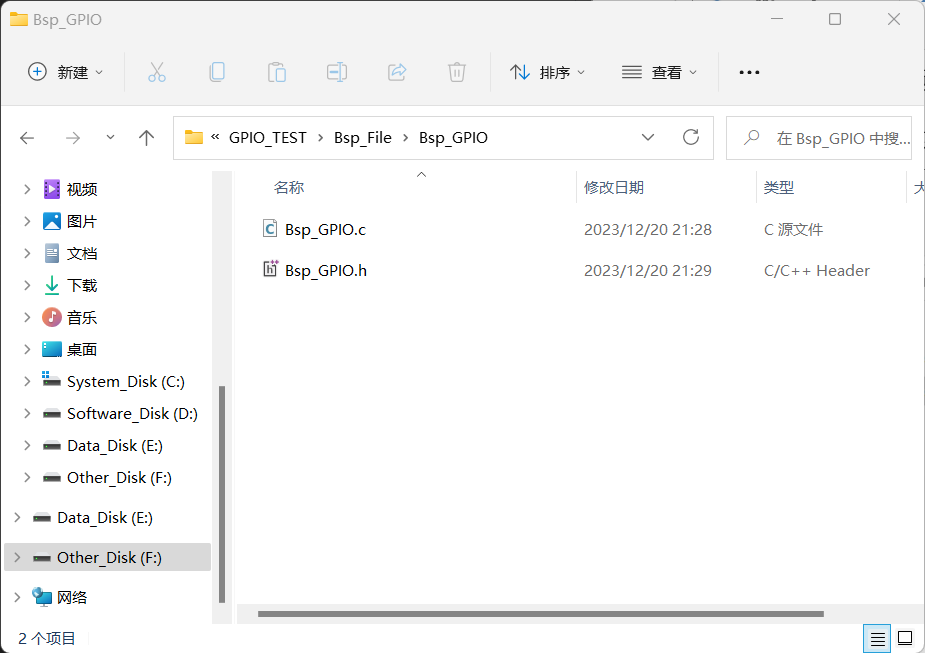 Bsp_GPIO
新建
排序
查看
« GPIO_TEST › Bsp_File › Bsp_GPIO
在 Bsp_GPIO 中搜...
名称
修改日期
类型
Bsp_GPIO.c
2023/12/20 21:28
C 源文件
Bsp_GPIO.h
2023/12/20 21:29
C/C++ Header
视频
图片
文档
下载
音乐
桌面
System_Disk (C:)
Software_Disk (D:)
Data_Disk (E:)
Other_Disk (F:)
Data_Disk (E:)
Other_Disk (F:)
网络
2 个项目